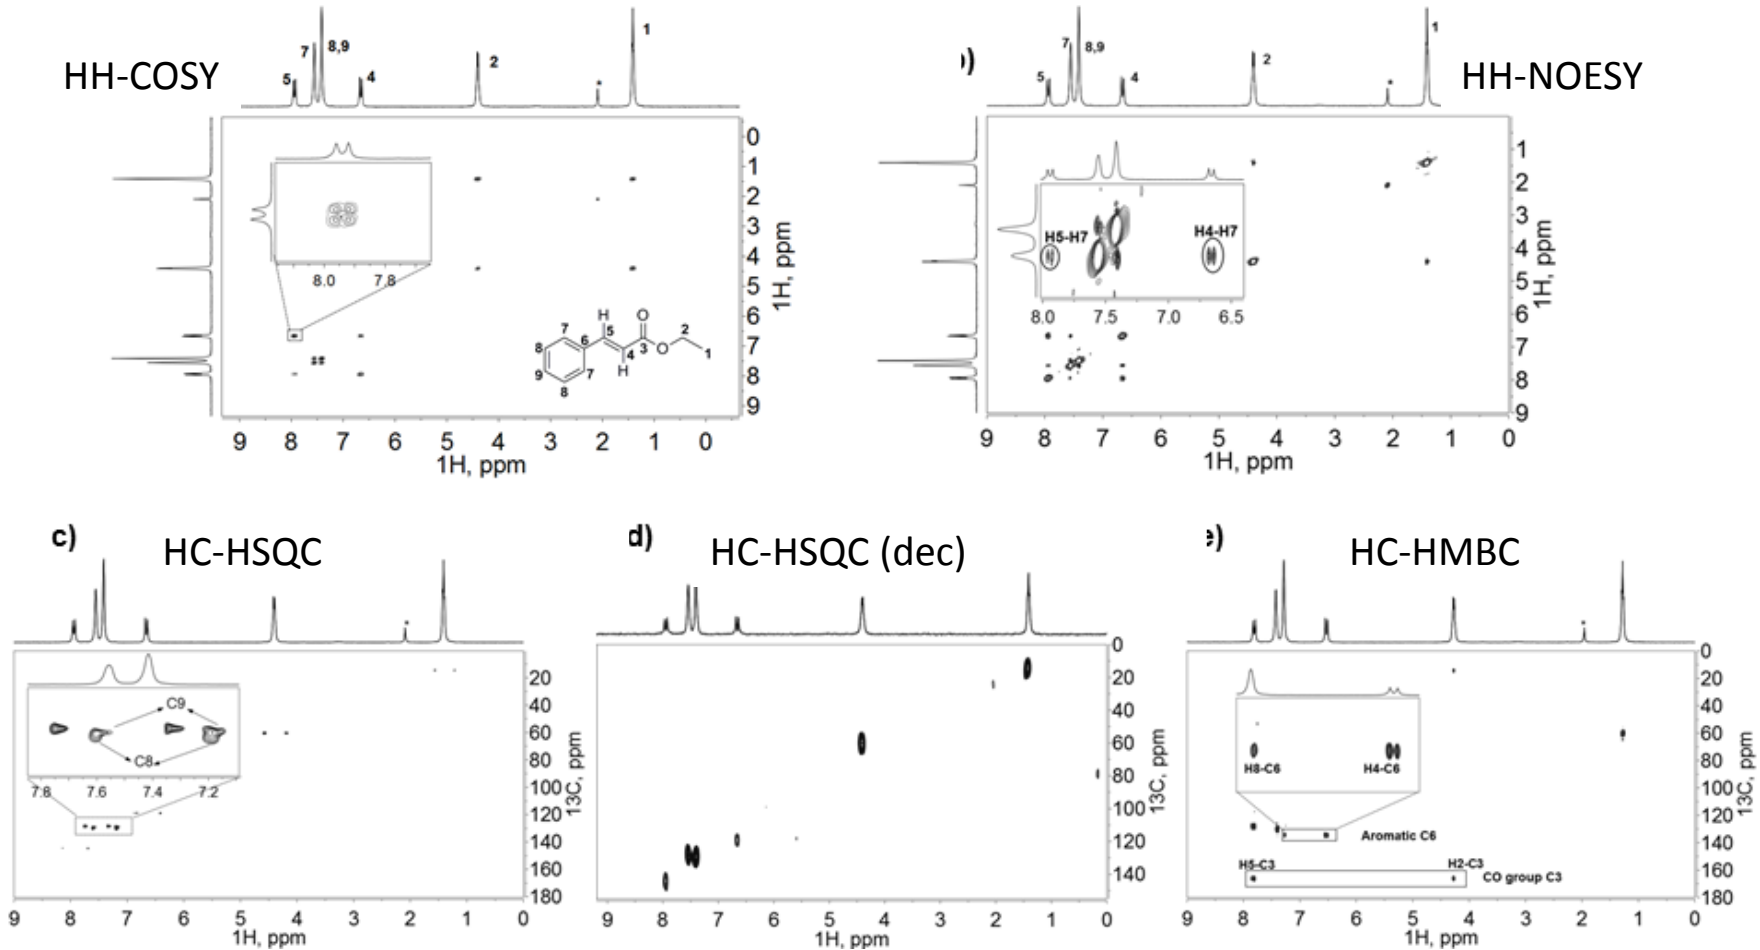 HH-COSY
5
7
8,9
4
2
*
1
0
1
2
3
4
5
6
7
8
9
1H, ppm
8.0
7.8
H
O
7
5
2
8
6
3
4
O
1
9
7
H
8
9 8 7 6 5 4 3 2 1 0
1H, ppm
)
HH-NOESY
5
7
8,9
4
2
*
1
1
2
3
4
5
6
7
8
9
1H, ppm
H5-H7
H4-H7
8.0 7.5 7.0 6.5
9 8 7 6 5 4 3 2 1 0
1H, ppm
c)
HC-HSQC
*
C9
C8
7.8 7.6 7.4 7.2
20
40
60
80
100
120
140
160
180
13C, ppm
9 8 7 6 5 4 3 2 1 0
1H, ppm
d)
HC-HSQC (dec)
0
20
40
60
80
100
120
140
13C, ppm
9 8 7 6 5 4 3 2 1 0
1H, ppm
e)
HC-HMBC
*
H8-C6
H4-C6
Aromatic C6
H5-C3
H2-C3
CO group C3
0
20
40
60
80
100
120
140
160
180
13C, ppm
9 8 7 6 5 4 3 2 1 0
1H, ppm